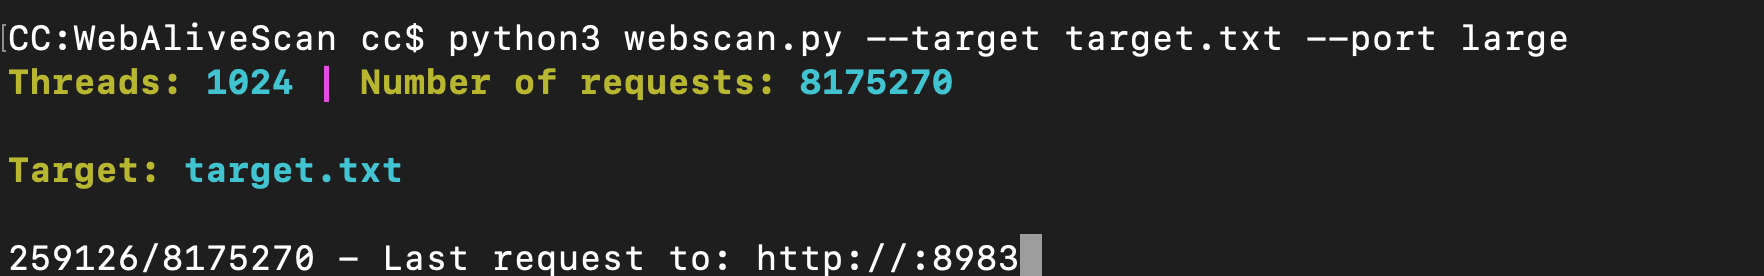 [CC:WebAliveScan cc$ python3 webscan.py --target target.txt --port large
Threads: 1024 | Number of requests: 8175270
Target: target.txt
259126/8175270 - Last request to: http://:8983